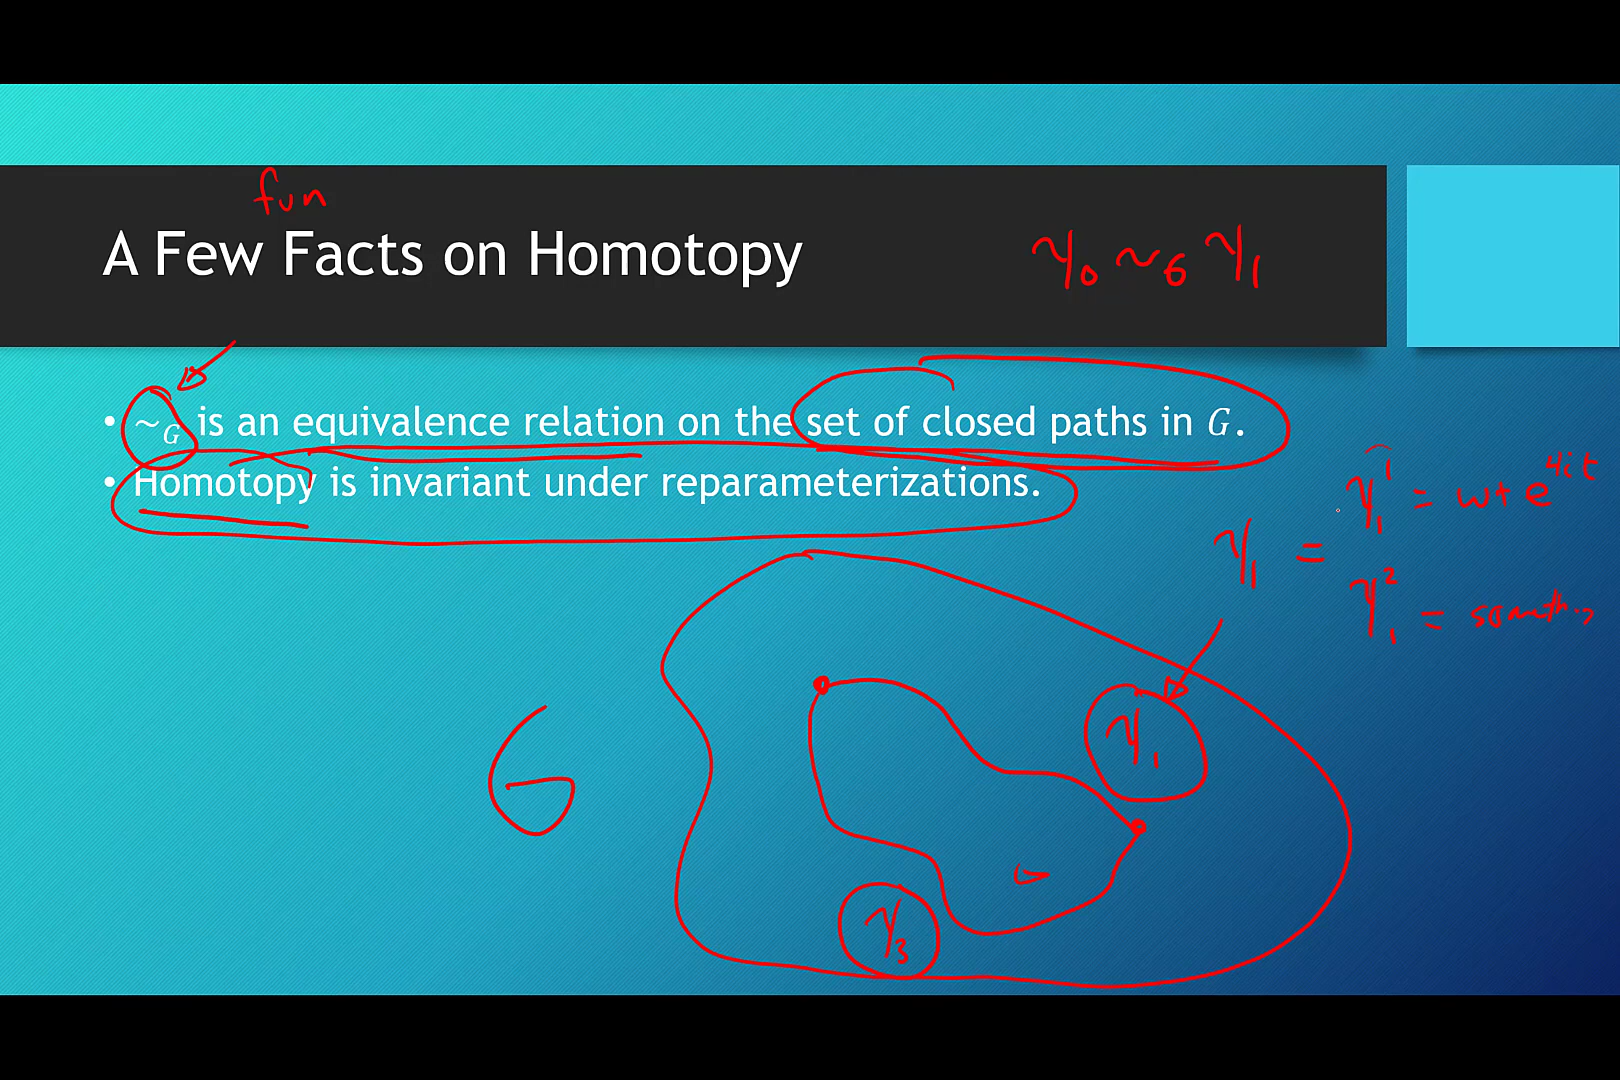 fun
A Few Facts on Homotopy
γ₀ ~G γ₁
• ~G is an equivalence relation on the set of closed paths in G.
• Homotopy is invariant under reparameterizations.
γ₁¹ = w + e^4it
γ₁ =
γ₁² =
G
γ₁
γ₃